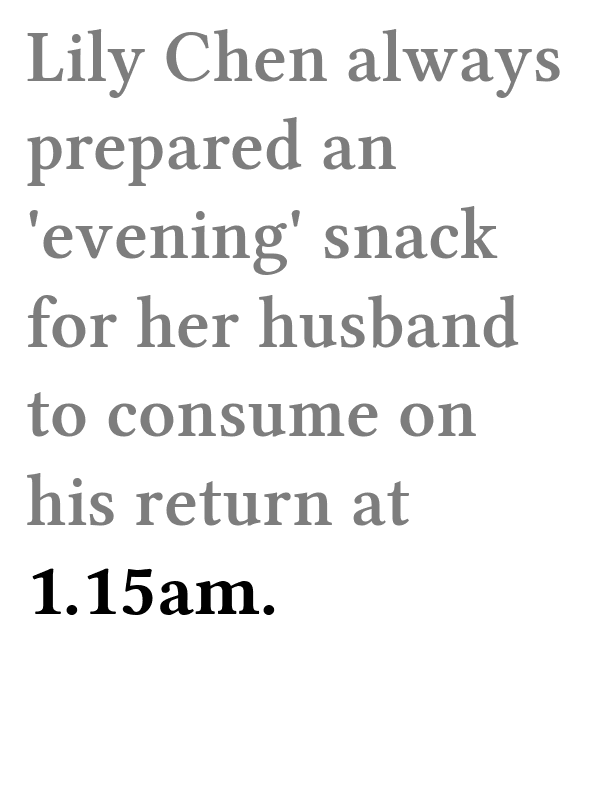 Lily Chen always
prepared an
'evening' snack
for her husband
to consume on
his return at
1.15am.